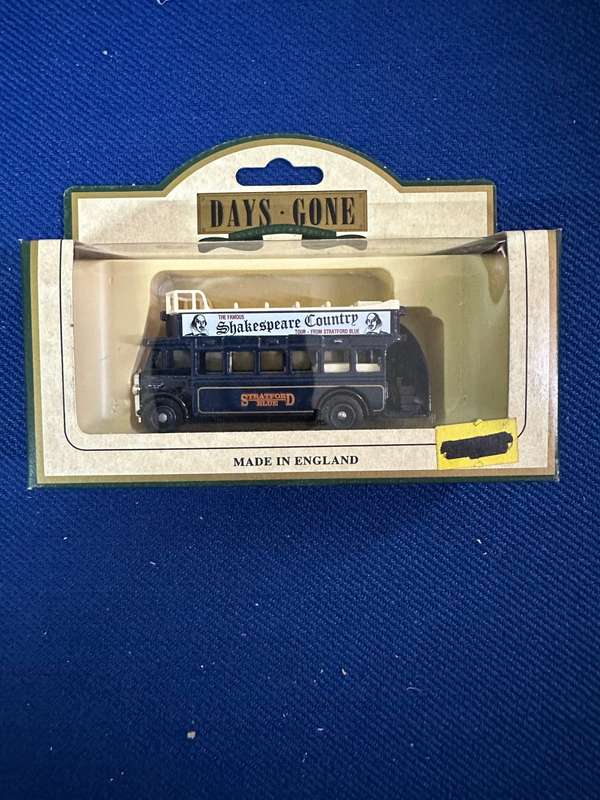 DAYS · GONE
THE FAMOUS
Shakespeare Country
TOUR - FROM STRATFORD BLUE
STRATFORD
BLUE
MADE IN ENGLAND